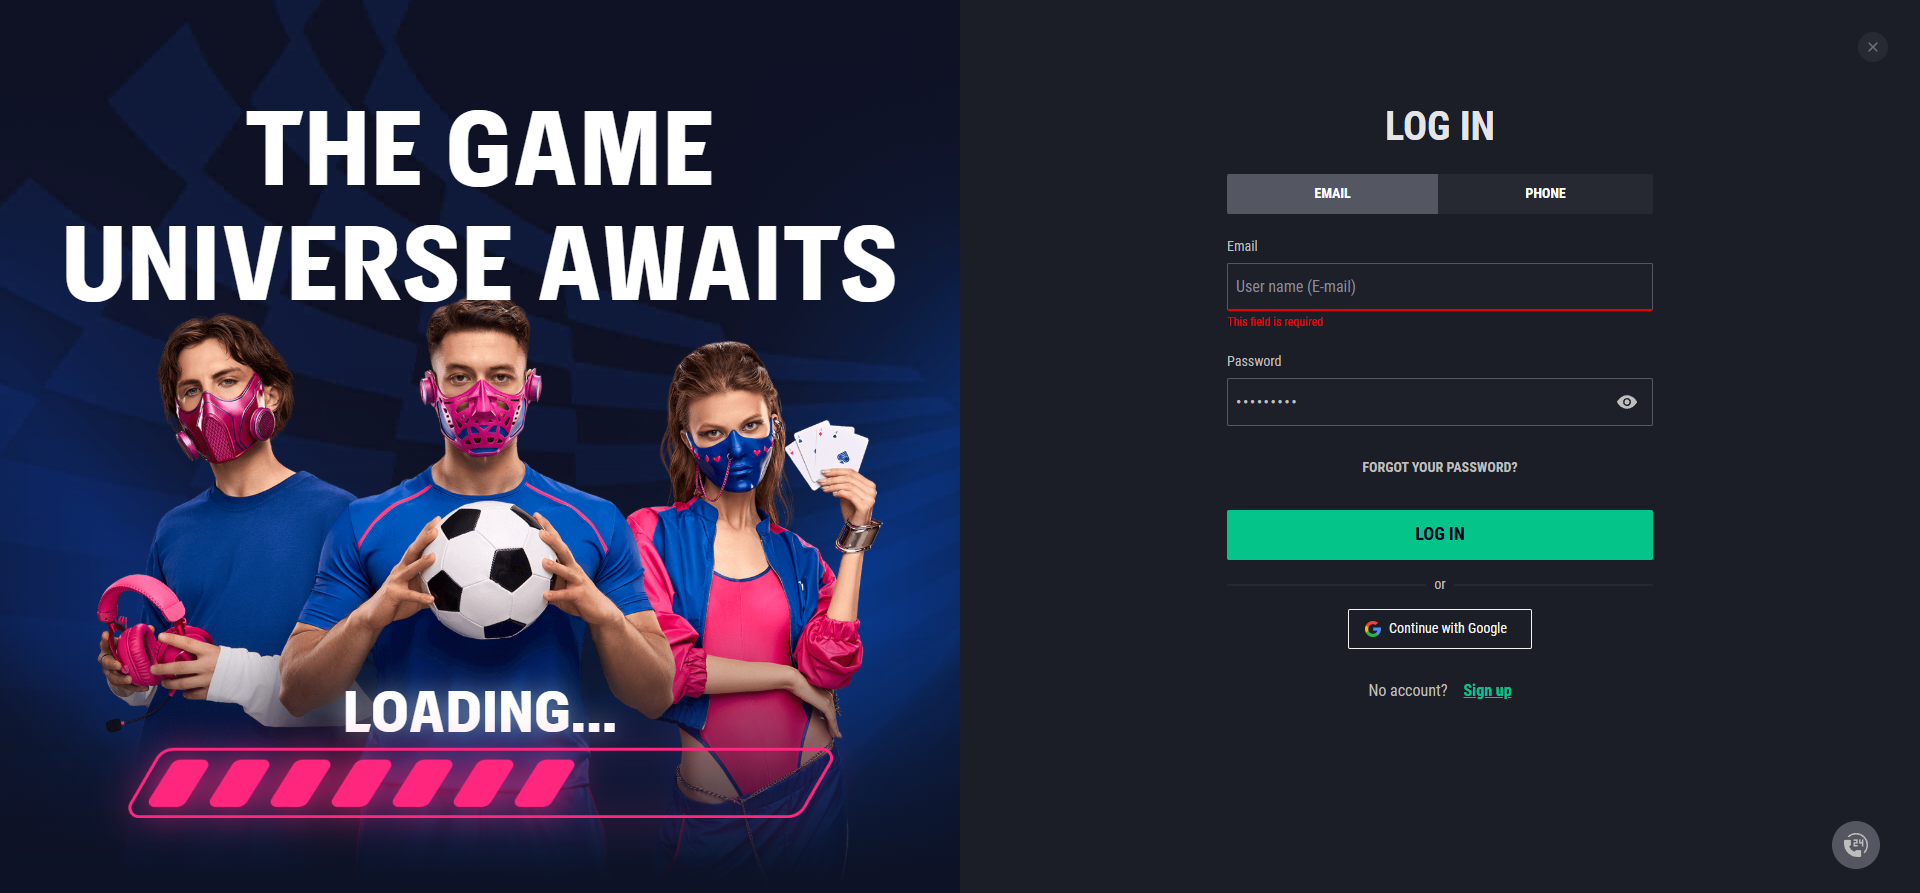 THE GAME
UNIVERSE AWAITS
LOADING...
LOG IN
EMAIL
PHONE
Email
User name (E-mail)
This field is required
Password
•••••••••
FORGOT YOUR PASSWORD?
LOG IN
or
Continue with Google
No account? Sign up
24